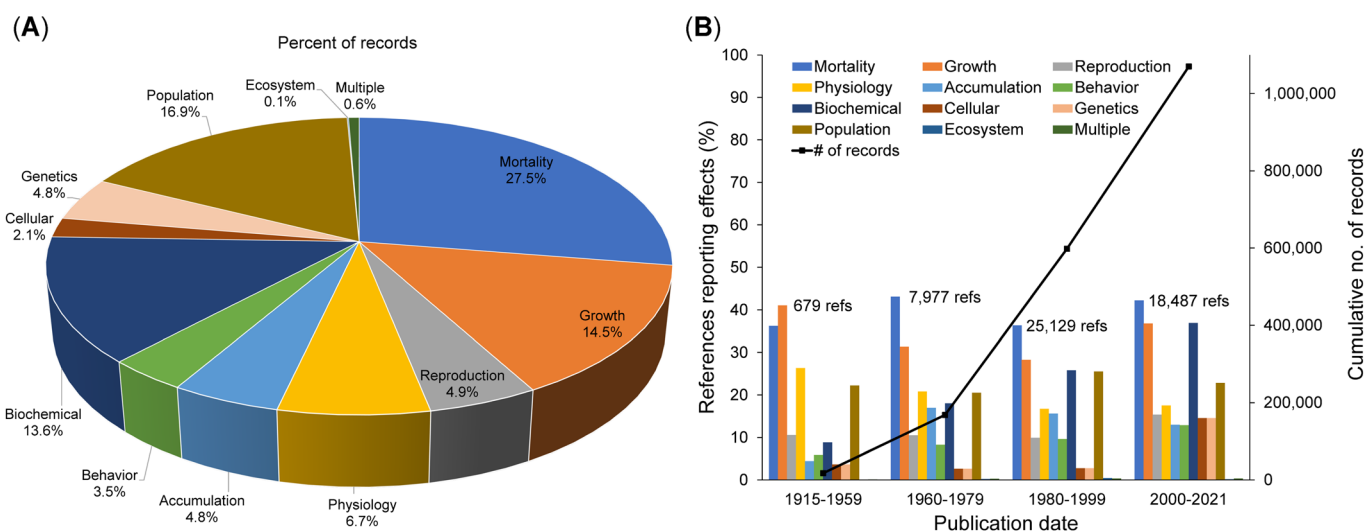 (A)
Percent of records
Ecosystem
0.1%
Multiple
0.6%
Population
16.9%
Mortality
27.5%
Genetics
4.8%
Cellular
2.1%
Growth
14.5%
Reproduction
4.9%
Biochemical
13.6%
Behavior
3.5%
Accumulation
4.8%
Physiology
6.7%
(B)
References reporting effects (%)
100
90
80
70
60
50
40
30
20
10
0
Mortality Growth Reproduction
Physiology Accumulation Behavior
Biochemical Cellular Genetics
Population Ecosystem Multiple
# of records
679 refs
7,977 refs
25,129 refs
18,487 refs
1915-1959 1960-1979 1980-1999 2000-2021
Publication date
1,000,000
800,000
600,000
400,000
200,000
0
Cumulative no. of records